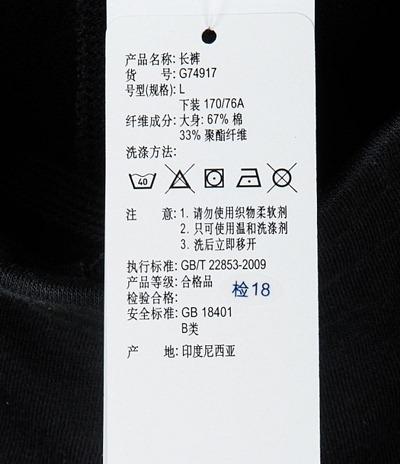 产品名称: 长裤
货 号: G74917
号型(规格): L
下装 170/76A
纤维成分: 大身: 67% 棉
33% 聚酯纤维
洗涤方法:
40
注 意: 1. 请勿使用织物柔软剂
2. 只可使用温和洗涤剂
3. 洗后立即移开
执行标准: GB/T 22853-2009
产品等级: 合格品
检验合格: 检18
安全标准: GB 18401
B类
产 地: 印度尼西亚